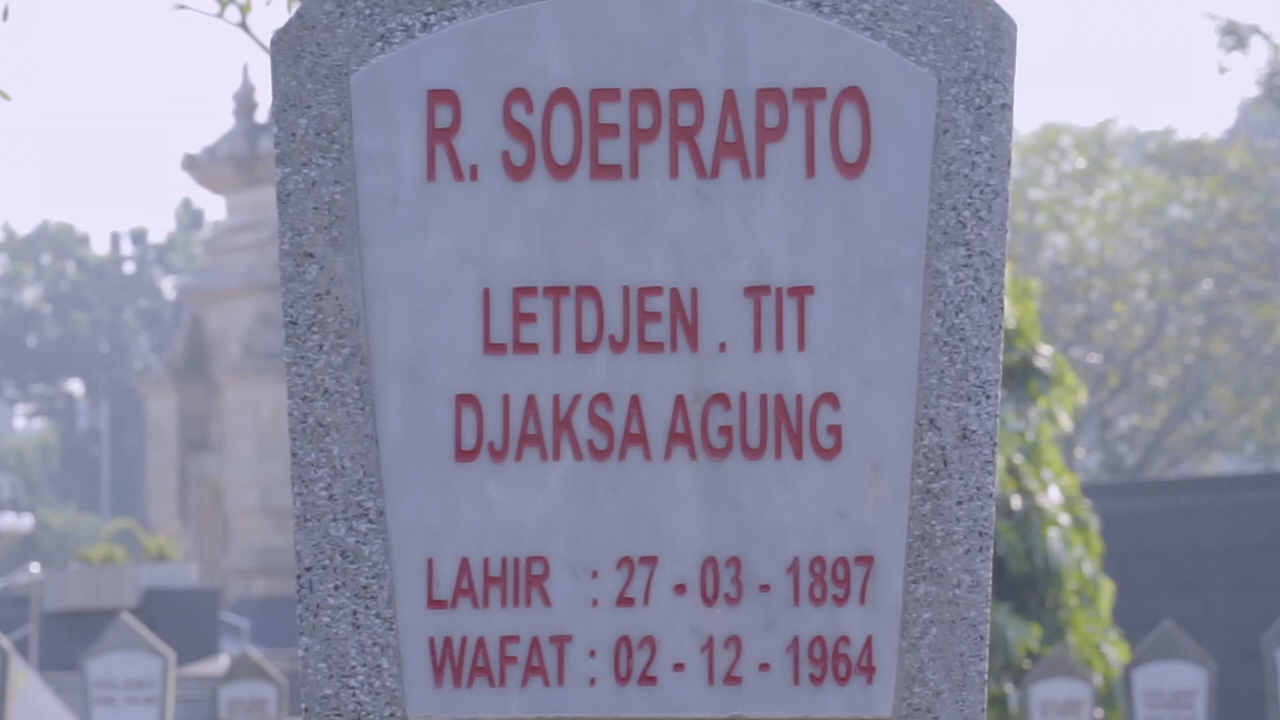 R. SOEPRAPTO
LETDJEN . TIT
DJAKSA AGUNG
LAHIR : 27 - 03 - 1897
WAFAT : 02 - 12 - 1964